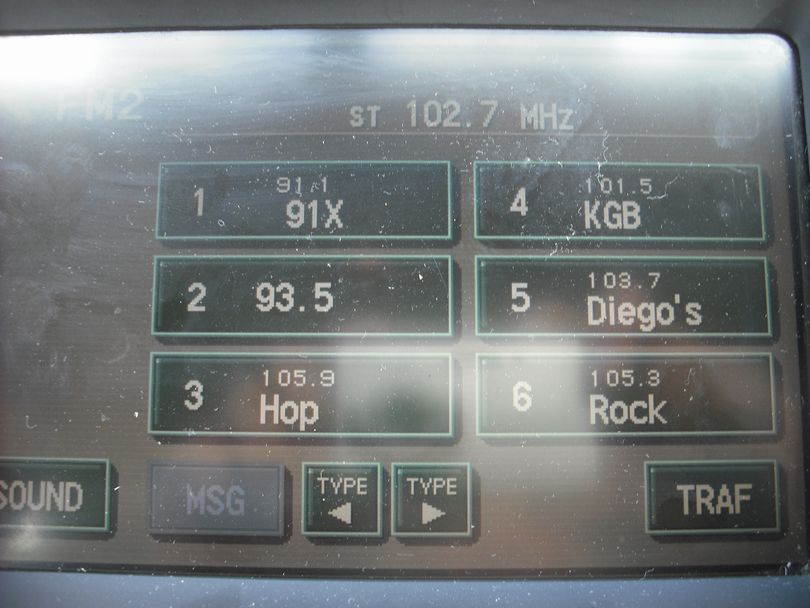 FM2
ST 102.7 MHz
1 91.1
91X
4 101.5
KGB
2 93.5
5 103.7
Diego's
3 105.9
Hop
6 105.3
Rock
SOUND
MSG
TYPE
TYPE
TRAF